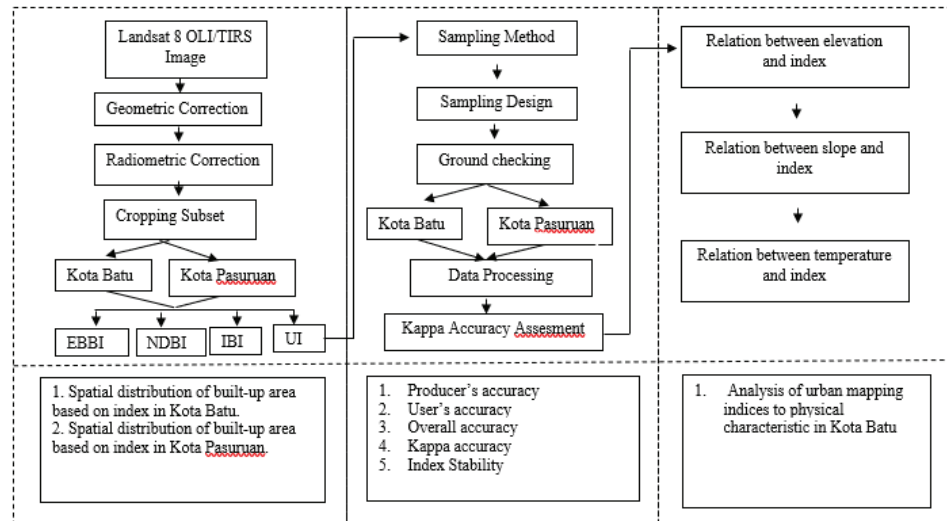 Landsat 8 OLI/TIRS
Image
Geometric Correction
Radiometric Correction
Cropping Subset
Kota Batu
Kota Pasuruan
EBBI
NDBI
IBI
UI
1. Spatial distribution of built-up area
based on index in Kota Batu.
2. Spatial distribution of built-up area
based on index in Kota Pasuruan.
Sampling Method
Sampling Design
Ground checking
Kota Batu
Kota Pasuruan
Data Processing
Kappa Accuracy Assesment
1. Producer's accuracy
2. User's accuracy
3. Overall accuracy
4. Kappa accuracy
5. Index Stability
Relation between elevation
and index
Relation between slope and
index
Relation between temperature
and index
1. Analysis of urban mapping
indices to physical
characteristic in Kota Batu